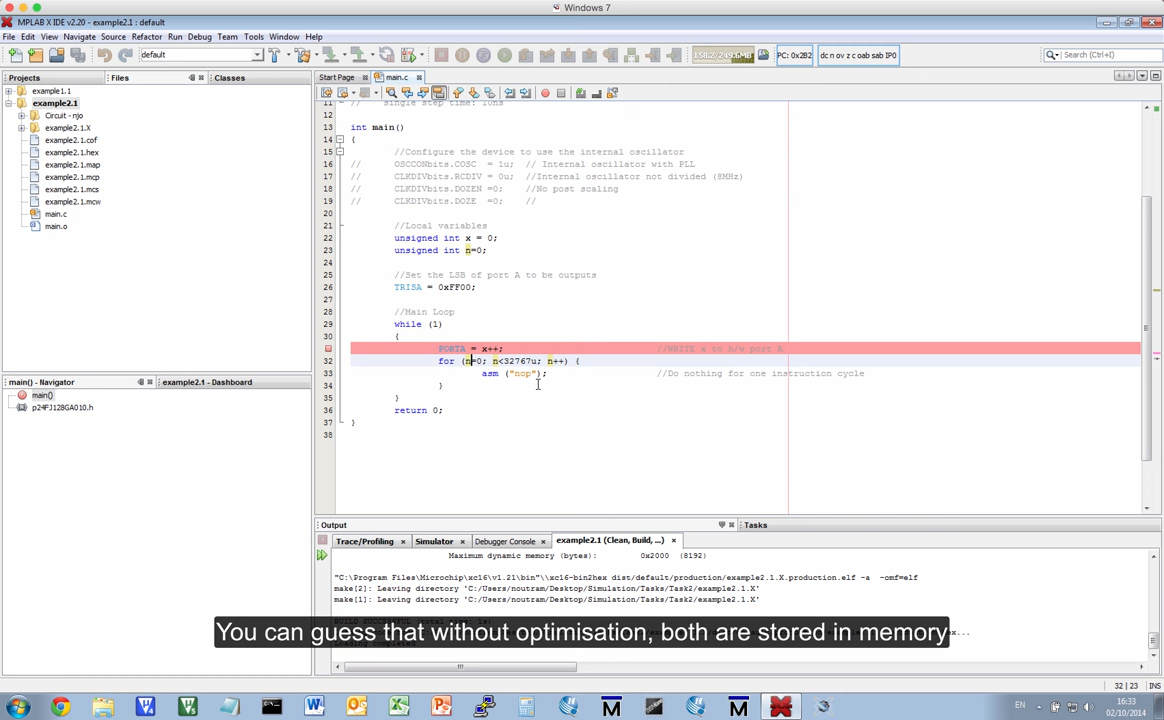 Windows 7
MPLAB X IDE v2.20 - example2.1 : default
File Edit View Navigate Source Refactor Run Debug Team Tools Window Help
default
158.2/249.6MB
PC: 0x2B2
dc n ov z c oab sab IP0
Search (Ctrl+I)
Projects
Files
Classes
Start Page
main.c
example1.1
example2.1
Circuit - njo
example2.1.X
example2.1.cof
example2.1.hex
example2.1.map
example2.1.mcp
example2.1.mcs
example2.1.mcw
main.c
main.o
main() - Navigator
example2.1 - Dashboard
main()
p24FJ128GA010.h
11 // single step time: 10ns
12
13 int main()
14 {
15 //Configure the device to use the internal oscillator
16 // OSCCONbits.COSC = 1u; // Internal oscillator with PLL
17 // CLKDIVbits.RCDIV = 0u; //Internal oscillator not divided (8MHz)
18 // CLKDIVbits.DOZEN =0; //No post scaling
19 // CLKDIVbits.DOZE =0; //
20
21 //Local variables
22 unsigned int x = 0;
23 unsigned int n=0;
24
25 //Set the LSB of port A to be outputs
26 TRISA = 0xFF00;
27
28 //Main Loop
29 while (1)
30 {
PORTA = x++; //WRITE x to h/w port A
32 for (n=0; n<32767u; n++) {
33 asm ("nop"); //Do nothing for one instruction cycle
34 }
35 }
36 return 0;
37 }
38
Output
Tasks
Trace/Profiling
Simulator
Debugger Console
example2.1 (Clean, Build, ...)
Maximum dynamic memory (bytes): 0x2000 (8192)
"C:\Program Files\Microchip\xc16\v1.21\bin"\\xc16-bin2hex dist/default/production/example2.1.X.production.elf -a -omf=elf
make[2]: Leaving directory 'C:/Users/noutram/Desktop/Simulation/Tasks/Task2/example2.1.X'
make[1]: Leaving directory 'C:/Users/noutram/Desktop/Simulation/Tasks/Task2/example2.1.X'
You can guess that without optimisation, both are stored in memory
32 | 23
INS
EN
16:33
02/10/2014